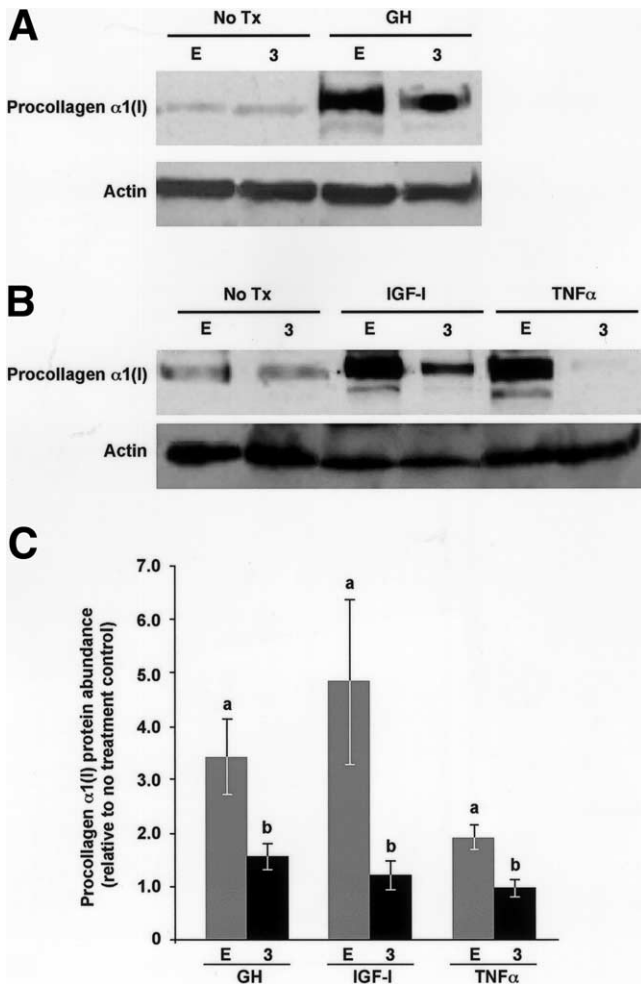 A
No Tx GH
E 3 E 3
Procollagen α1(I)
Actin
B
No Tx IGF-I TNFα
E 3 E 3 E 3
Procollagen α1(I)
Actin
C
Procollagen α1(I) protein abundance
(relative to no treatment control)
7.0
6.0
5.0
4.0
3.0
2.0
1.0
0
a
b
a
b
a
b
E 3 E 3 E 3
GH IGF-I TNFα